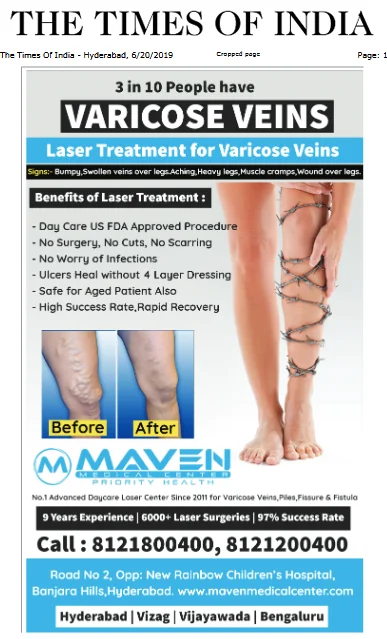 THE TIMES OF INDIA
The Times Of India - Hyderabad, 6/20/2019 Cropped page Page: 1
3 in 10 People have
VARICOSE VEINS
Laser Treatment for Varicose Veins
Signs:- Bumpy,Swollen veins over legs.Aching,Heavy legs,Muscle cramps,Wound over legs.
Benefits of Laser Treatment :
- Day Care US FDA Approved Procedure
- No Surgery, No Cuts, No Scarring
- No Worry of Infections
- Ulcers Heal without 4 Layer Dressing
- Safe for Aged Patient Also
- High Success Rate,Rapid Recovery
Before After
M MAVEN
MEDICAL CENTER
PRIORITY HEALTH
No.1 Advanced Daycare Laser Center Since 2011 for Varicose Veins,Piles,Fissure & Fistula
9 Years Experience | 6000+ Laser Surgeries | 97% Success Rate
Call : 8121800400, 8121200400
Road No 2, Opp: New Rainbow Children's Hospital,
Banjara Hills,Hyderabad. www.mavenmedicalcenter.com
Hyderabad | Vizag | Vijayawada | Bengaluru